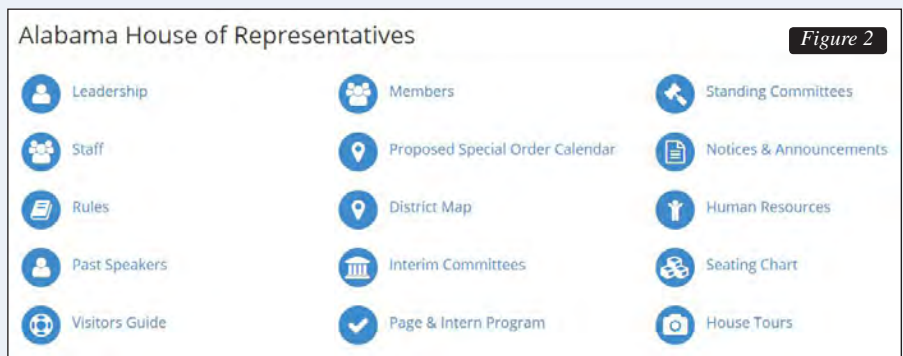 Alabama House of Representatives
Figure 2
Leadership
Members
Standing Committees
Staff
Proposed Special Order Calendar
Notices & Announcements
Rules
District Map
Human Resources
Past Speakers
Interim Committees
Seating Chart
Visitors Guide
Page & Intern Program
House Tours